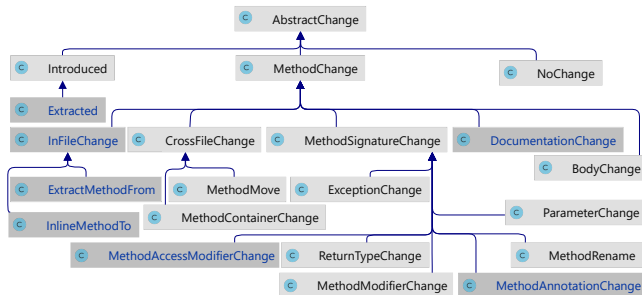 AbstractChange
Introduced
MethodChange
NoChange
Extracted
InFileChange
CrossFileChange
MethodSignatureChange
DocumentationChange
BodyChange
ExtractMethodFrom
MethodMove
ExceptionChange
InlineMethodTo
MethodContainerChange
ParameterChange
MethodAccessModifierChange
ReturnTypeChange
MethodRename
MethodModifierChange
MethodAnnotationChange